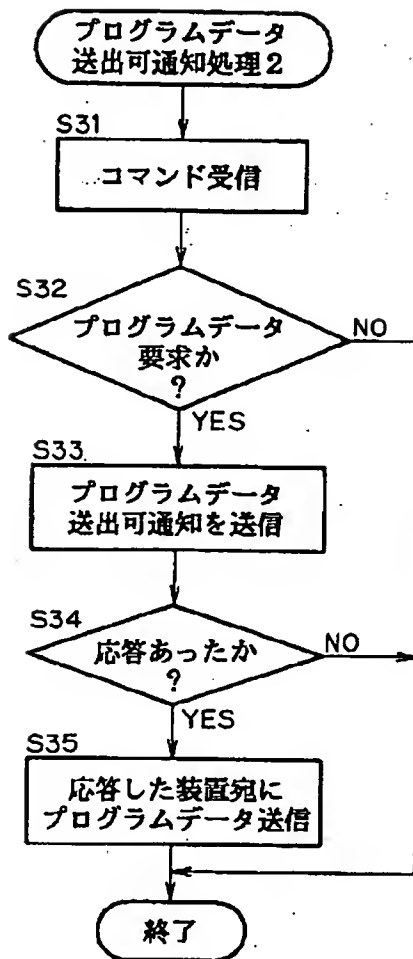 プログラムデータ
送出可通知処理2
S31
コマンド受信
S32
プログラムデータ
要求か
?
NO
YES
S33
プログラムデータ
送出可通知を送信
S34
応答あったか
?
NO
YES
S35
応答した装置宛に
プログラムデータ送信
終了